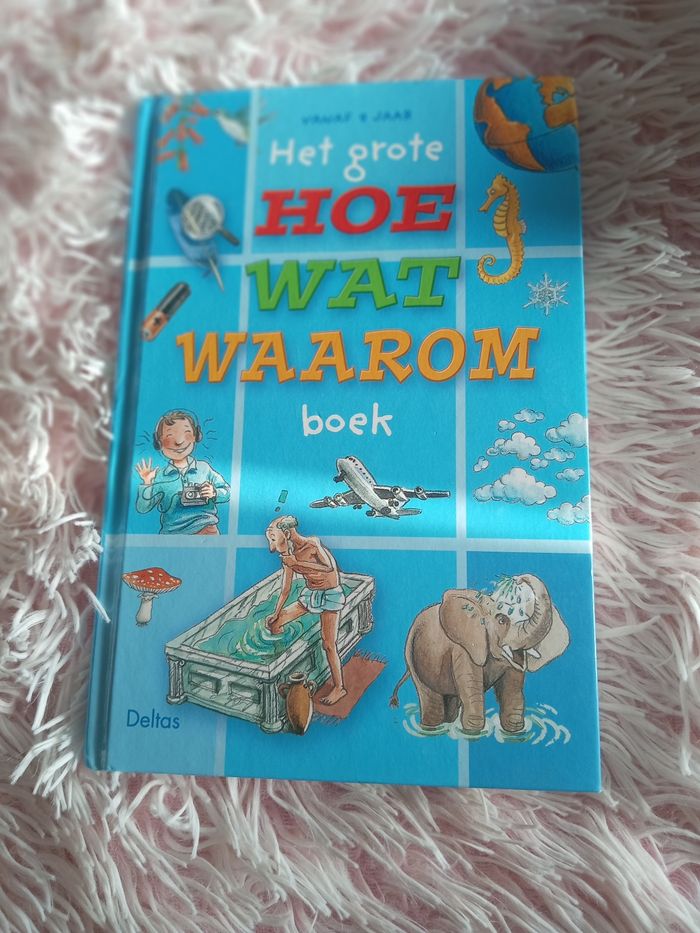 VANAF 8 JAAR
Het grote
HOE
WAT
WAAROM
boek
Deltas